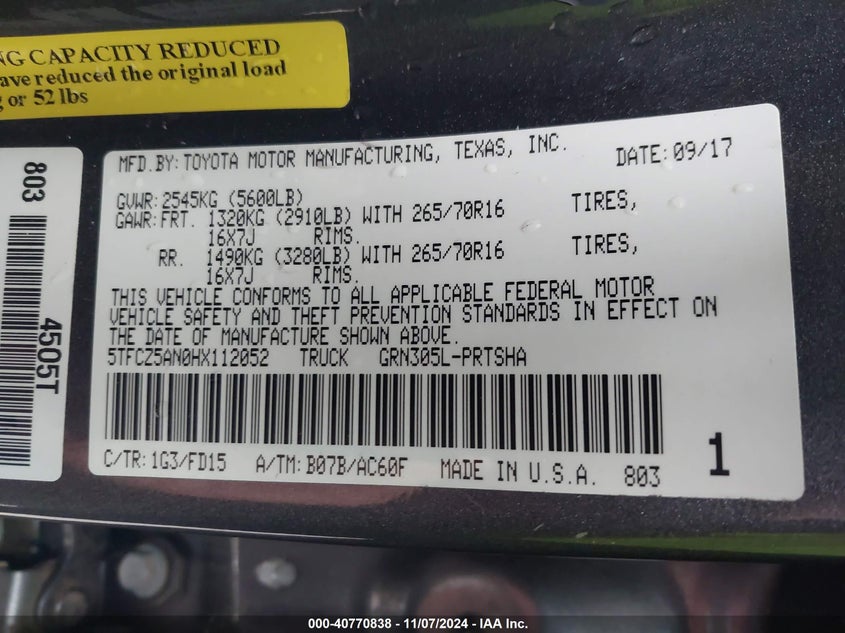 NG CAPACITY REDUCED
ave reduced the original load
g or 52 lbs
803
4505T
MFD.BY: TOYOTA MOTOR MANUFACTURING, TEXAS, INC. DATE: 09/17
GVWR: 2545KG (5600LB)
GAWR: FRT. 1320KG (2910LB) WITH 265/70R16 TIRES,
16X7J RIMS.
RR. 1490KG (3280LB) WITH 265/70R16 TIRES,
16X7J RIMS.
THIS VEHICLE CONFORMS TO ALL APPLICABLE FEDERAL MOTOR
VEHICLE SAFETY AND THEFT PREVENTION STANDARDS IN EFFECT ON
THE DATE OF MANUFACTURE SHOWN ABOVE.
5TFCZ5AN0HX112052 TRUCK GRN305L-PRTSHA
C/TR: 1G3/FD15 A/TM: B07B/AC60F MADE IN U.S.A. 803
1
000-40770838 - 11/07/2024 - IAA Inc.